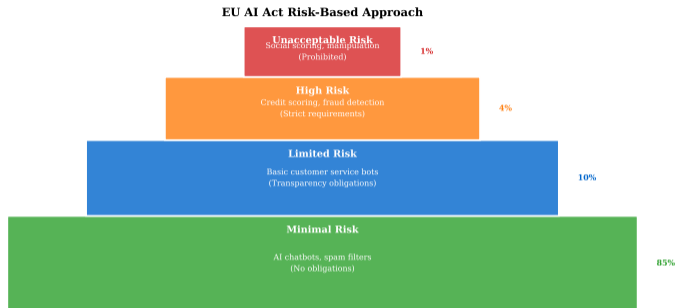 EU AI Act Risk-Based Approach
Unacceptable Risk
Social scoring, manipulation
(Prohibited)
1%
High Risk
Credit scoring, fraud detection
(Strict requirements)
4%
Limited Risk
Basic customer service bots
(Transparency obligations)
10%
Minimal Risk
AI chatbots, spam filters
(No obligations)
85%